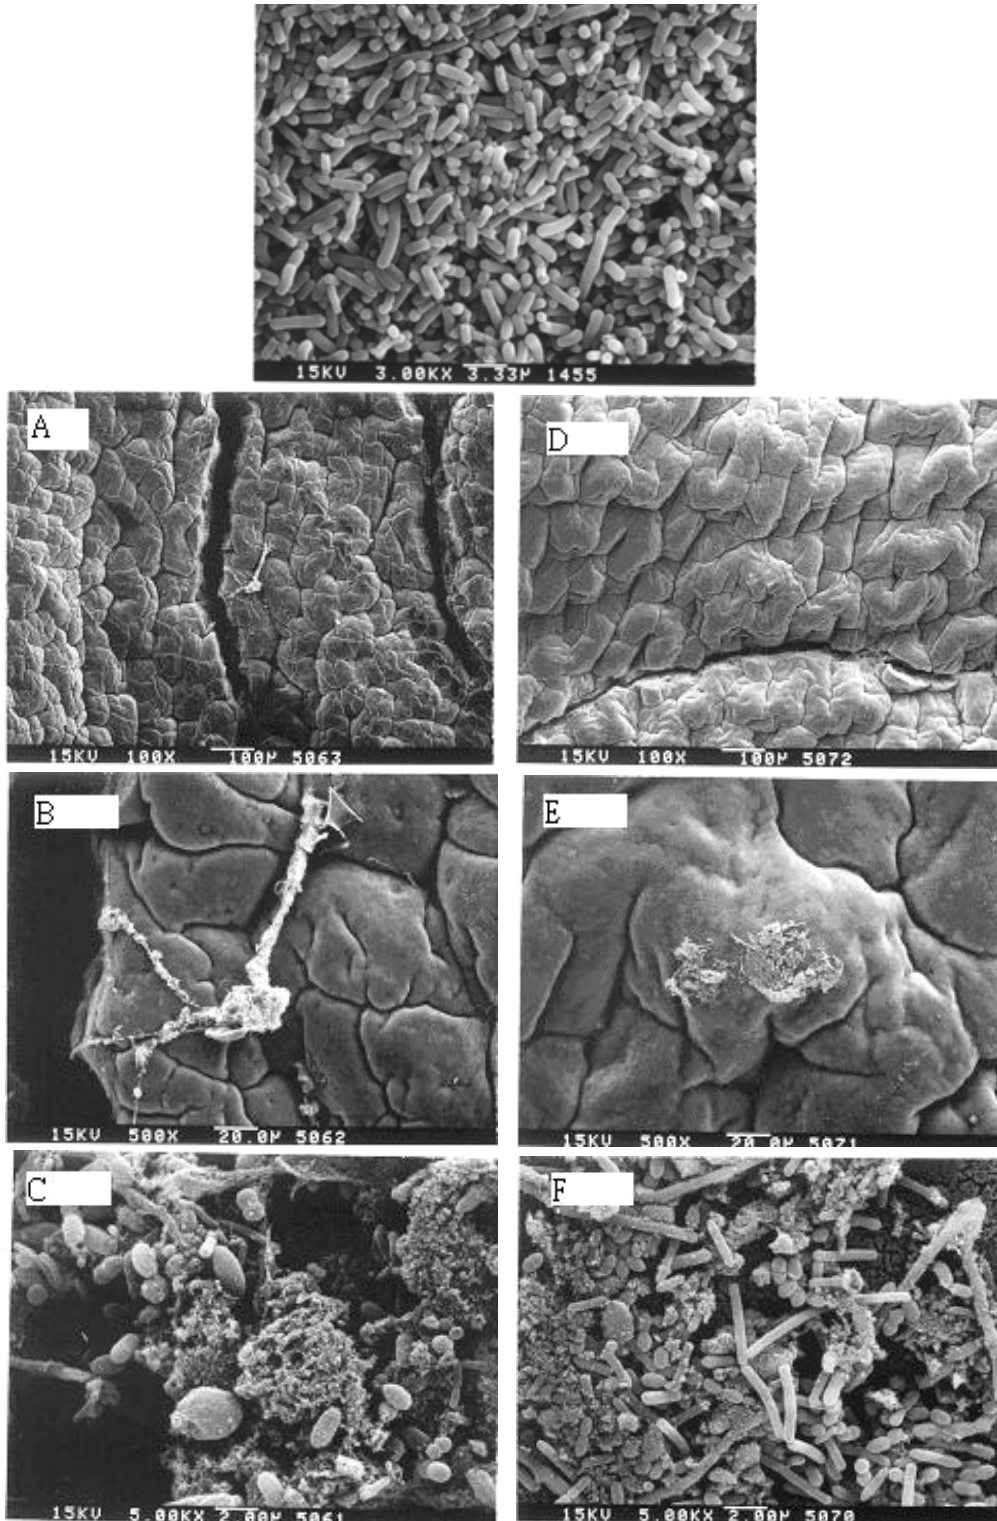 15KV 3.00KX 3.33μ 1455
A
D
15KV 100X 100μ 5063
15KV 100X 100μ 5072
B
E
15KV 500X 20.0μ 5062
15KV 500X 20.0μ 5071
C
F
15KV 5.00KX 2.00μ 5061
15KV 5.00KX 2.00μ 5070